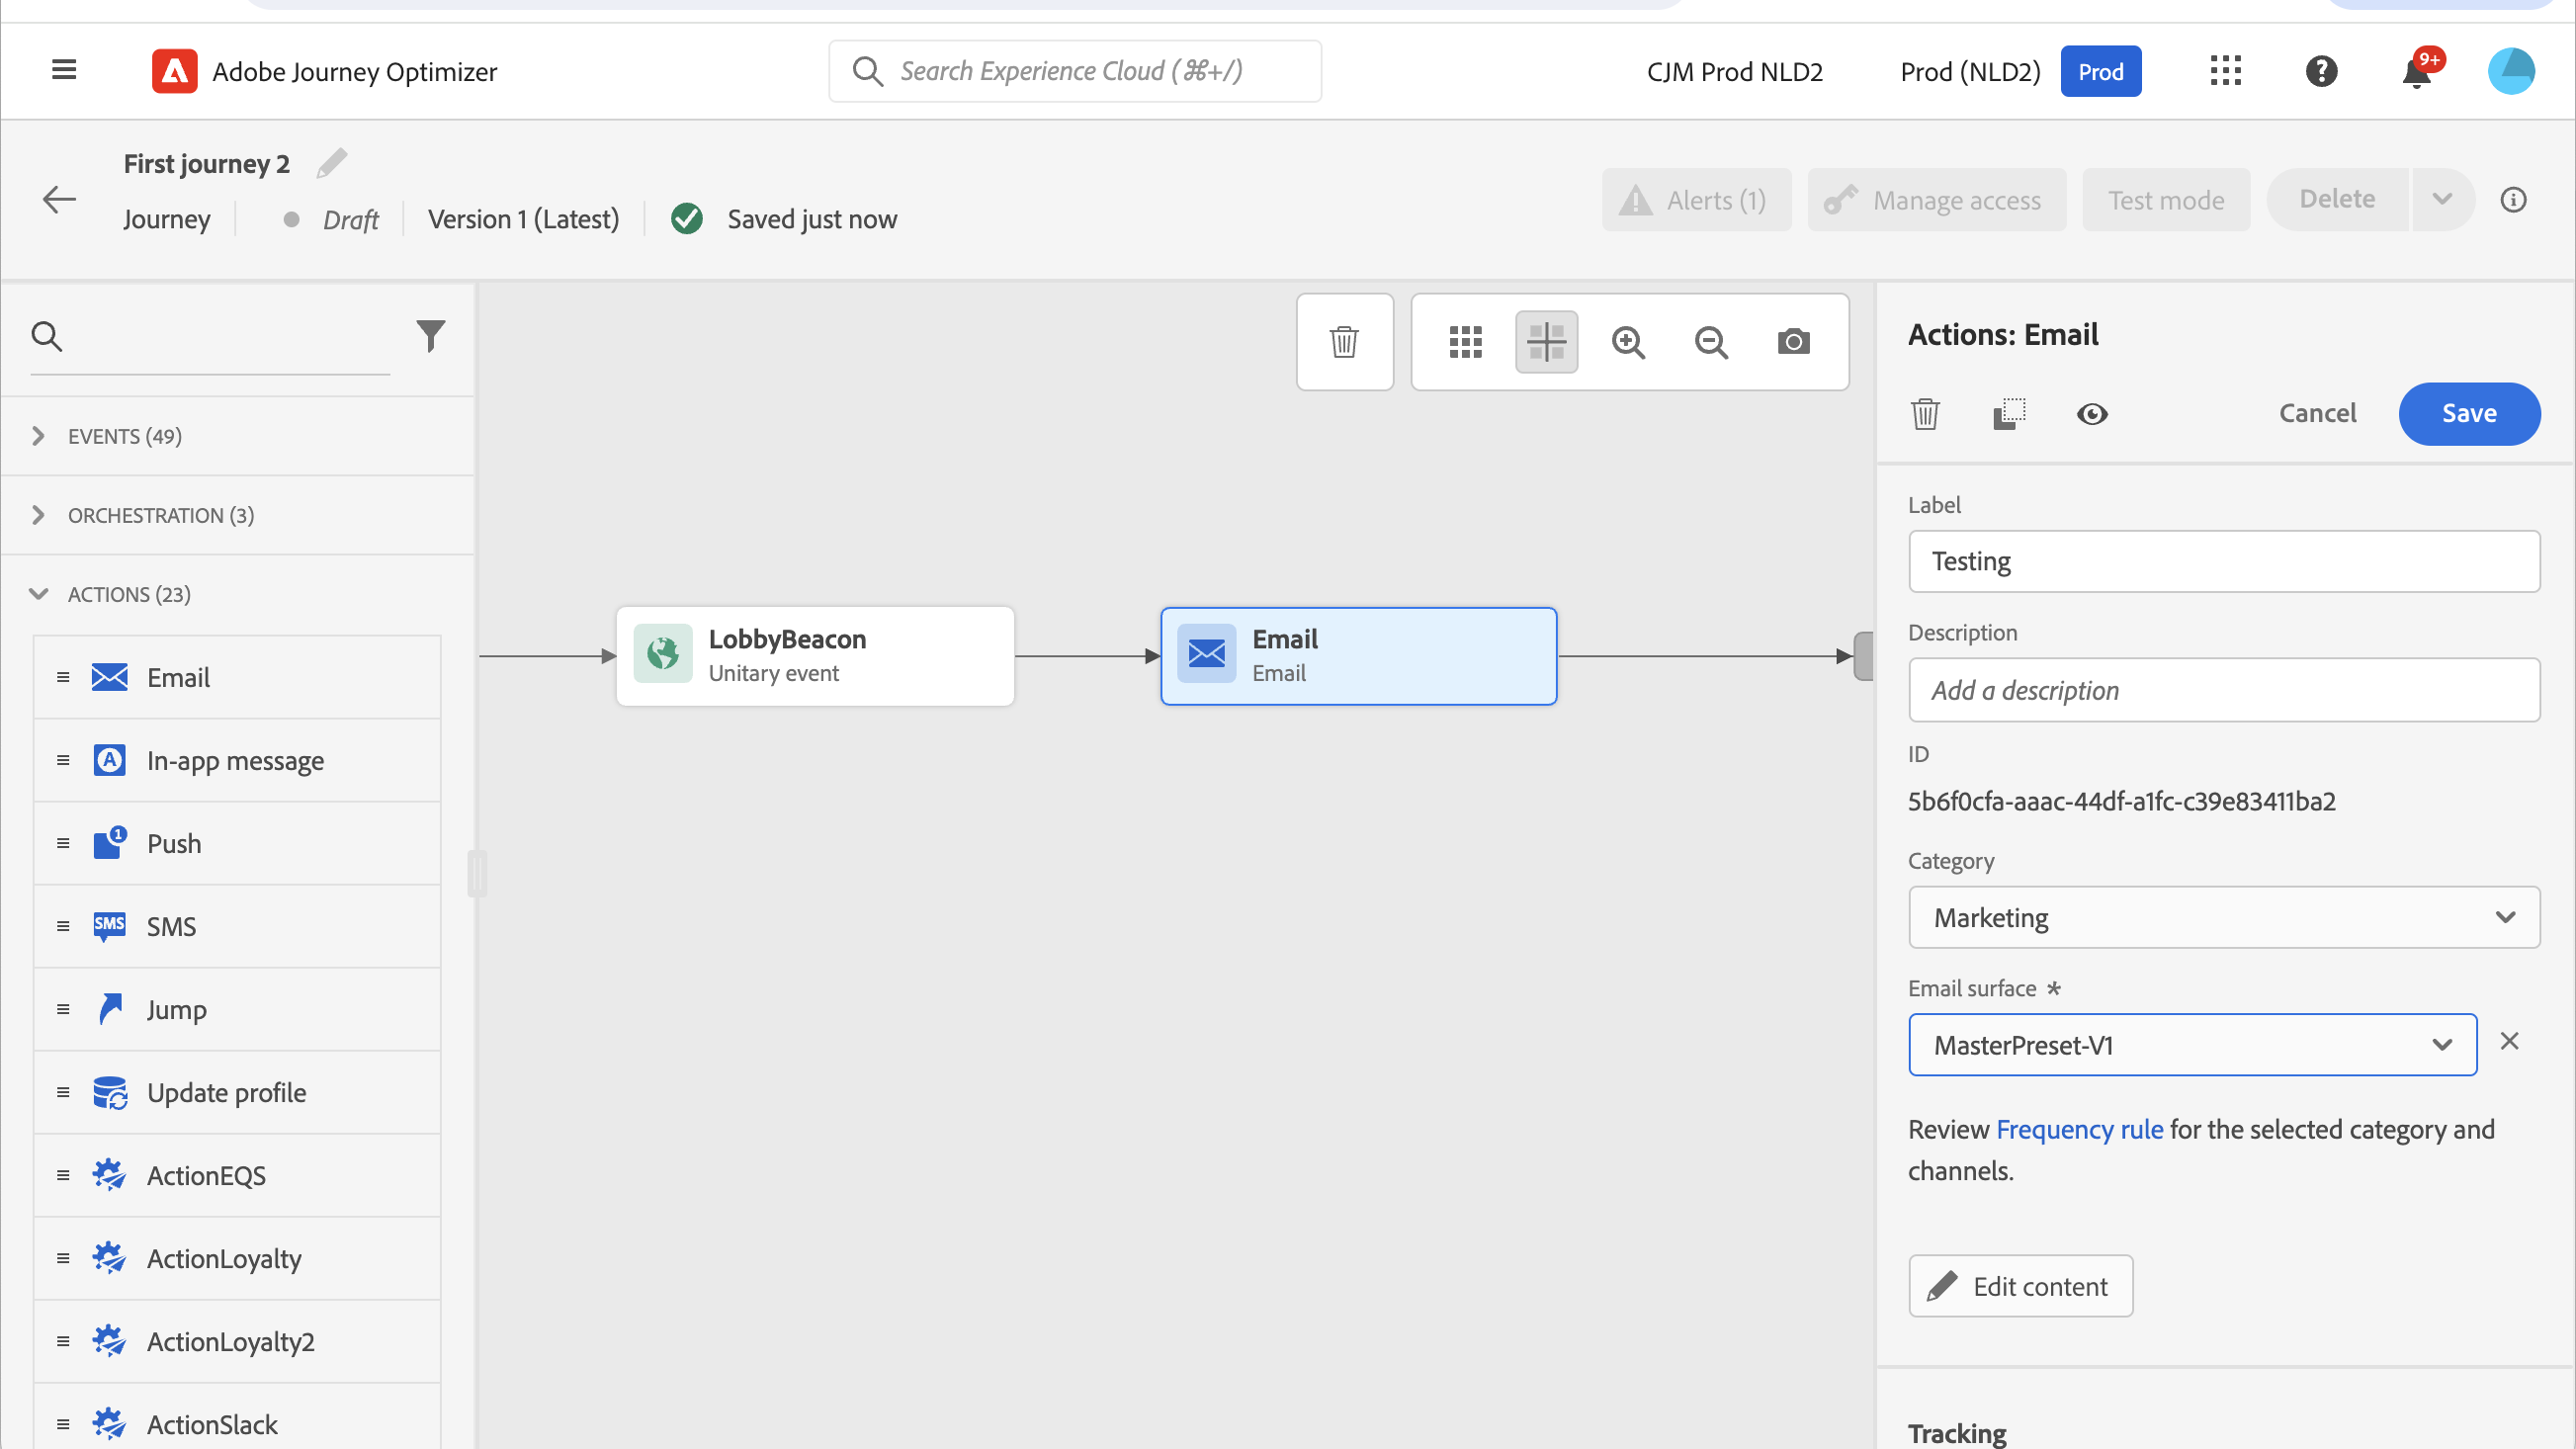 Adobe Journey Optimizer
Search Experience Cloud (⌘+/)
CJM Prod NLD2
Prod (NLD2)
Prod
9+
First journey 2
Journey
Draft
Version 1 (Latest)
Saved just now
Alerts (1)
Manage access
Test mode
Delete
EVENTS (49)
ORCHESTRATION (3)
ACTIONS (23)
Email
In-app message
1
Push
SMS
SMS
Jump
Update profile
ActionEQS
ActionLoyalty
ActionLoyalty2
ActionSlack
LobbyBeacon
Unitary event
Email
Email
Actions: Email
Cancel
Save
Label
Testing
Description
Add a description
ID
5b6f0cfa-aaac-44df-a1fc-c39e83411ba2
Category
Marketing
Email surface *
MasterPreset-V1
Review Frequency rule for the selected category and
channels.
Edit content
Tracking